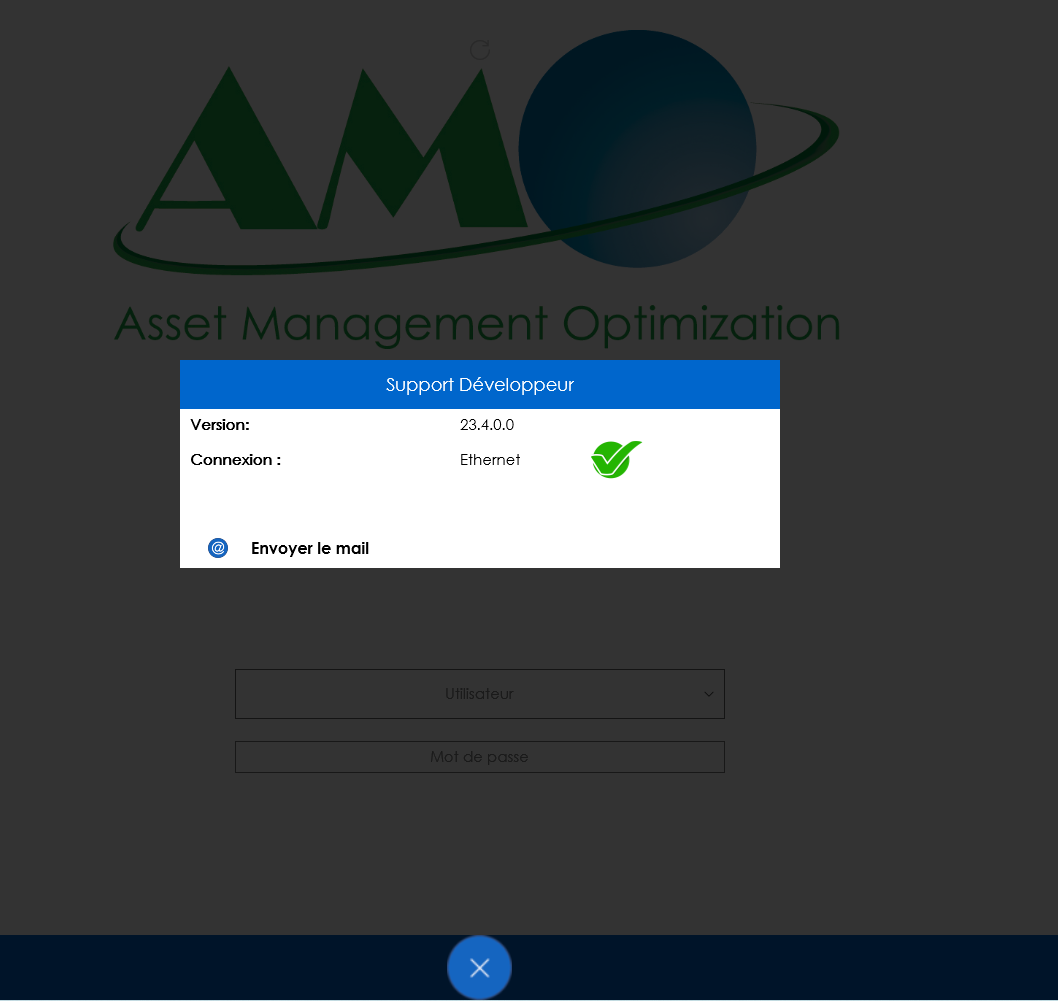 AMO
Asset Management Optimization
Support Développeur
Version: 23.4.0.0
Connexion : Ethernet
@ Envoyer le mail
Utilisateur
Mot de passe